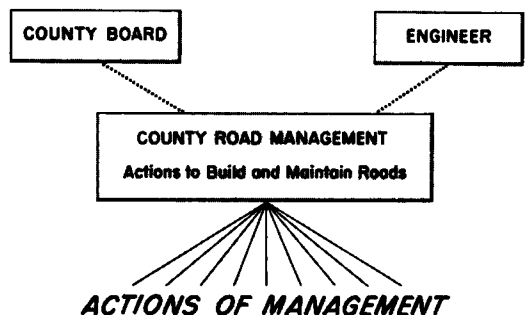 COUNTY BOARD
ENGINEER
COUNTY ROAD MANAGEMENT
Actions to Build and Maintain Roads
ACTIONS OF MANAGEMENT